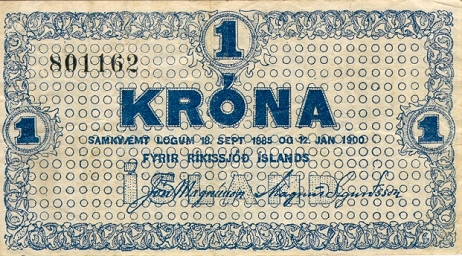 1
801162
KRÓNA
1 1
SAMKVÆMT LÖGUM 18. SEPT 1885 OG 12. JAN 1900
FYRIR RÍKISSJÓÐ ÍSLANDS
ÍSLAND